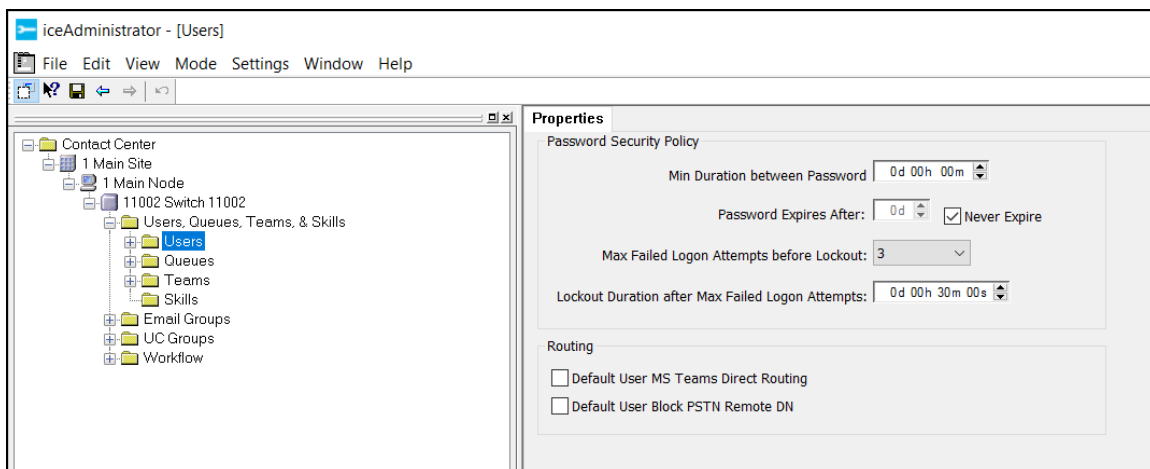 iceAdministrator - [Users]
File Edit View Mode Settings Window Help
Contact Center
1 Main Site
1 Main Node
11002 Switch 11002
Users, Queues, Teams, & Skills
Users
Queues
Teams
Skills
Email Groups
UC Groups
Workflow
Properties
Password Security Policy
Min Duration between Password 0d 00h 00m
Password Expires After: 0d Never Expire
Max Failed Logon Attempts before Lockout: 3
Lockout Duration after Max Failed Logon Attempts: 0d 00h 30m 00s
Routing
Default User MS Teams Direct Routing
Default User Block PSTN Remote DN